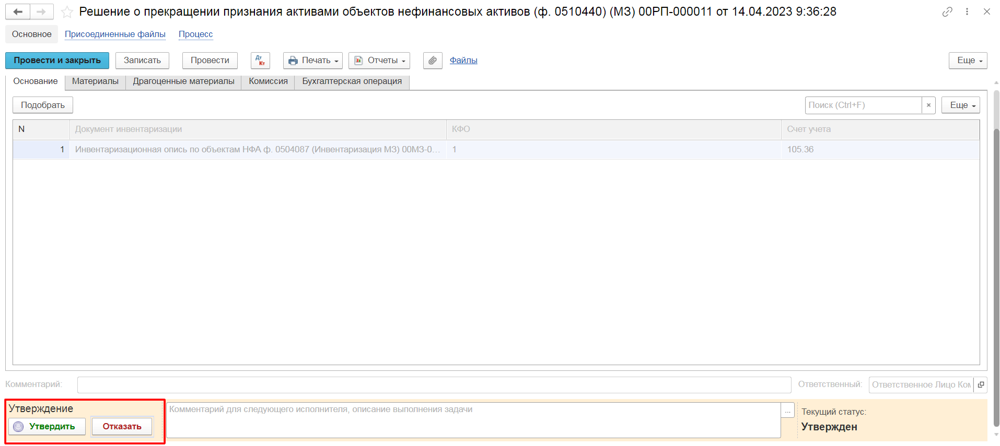 Решение о прекращении признания активами объектов нефинансовых активов (ф. 0510440) (МЗ) 00РП-000011 от 14.04.2023 9:36:28
Основное Присоединенные файлы Процесс
Провести и закрыть Записать Провести Дт Кт Печать Отчеты Файлы Еще
Основание Материалы Драгоценные материалы Комиссия Бухгалтерская операция
Подобрать Поиск (Ctrl+F) × Еще
N Документ инвентаризации КФО Счет учета
1 Инвентаризационная опись по объектам НФА ф. 0504087 (Инвентаризация МЗ) 00МЗ-0... 1 105.36
Комментарий: Ответственный: Ответственное Лицо Ком
Утверждение
Комментарий для следующего исполнителя, описание выполнения задачи ...
Текущий статус:
Утвердить Отказать
Утвержден